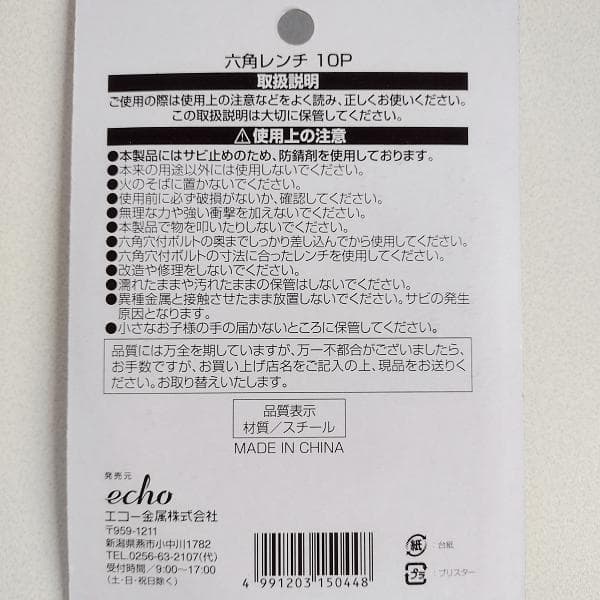 六角レンチ 10P
取扱説明
ご使用の際は使用上の注意などをよく読み、正しくお使いください。
この取扱説明は大切に保管してください。
⚠使用上の注意
●本製品にはサビ止めのため、防錆剤を使用しております。
●本来の用途以外には使用しないでください。
●火のそばに置かないでください。
●使用前に必ず破損がないか、確認してください。
●無理な力や強い衝撃を加えないでください。
●本製品で物を叩いたりしないでください。
●六角穴付ボルトの奥までしっかり差し込んでから使用してください。
●六角穴付ボルトの寸法に合ったレンチを使用してください。
●改造や修理をしないでください。
●濡れたままや汚れたままの保管はしないでください。
●異種金属と接触させたまま放置しないでください。サビの発生
原因となります。
●小さなお子様の手の届かないところに保管してください。
品質には万全を期していますが、万一不都合がございましたら、
お手数ですが、お買い上げ店名をご記入の上、現品をお送りく
ださい。お取り替えいたします。
品質表示
材質/スチール
MADE IN CHINA
発売元
echo
エコー金属株式会社
〒959-1211
新潟県燕市小中川1782
TEL.0256-63-2107(代)
受付時間/9:00〜17:00
(土・日・祝日除く)
4 991203 150448
紙 :台紙
プラ :ブリスター